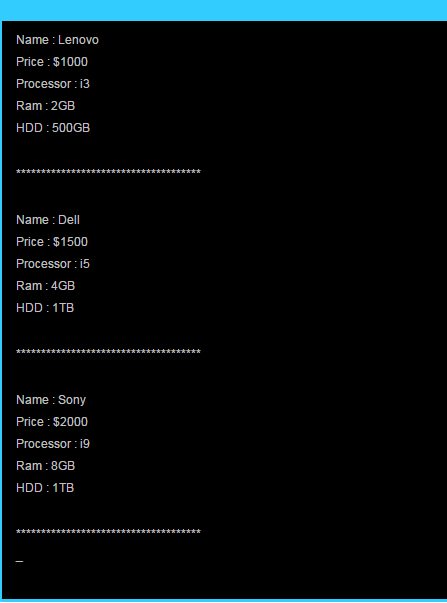 Name : Lenovo
Price : $1000
Processor : i3
Ram : 2GB
HDD : 500GB
*************************************
Name : Dell
Price : $1500
Processor : i5
Ram : 4GB
HDD : 1TB
*************************************
Name : Sony
Price : $2000
Processor : i9
Ram : 8GB
HDD : 1TB
*************************************
_